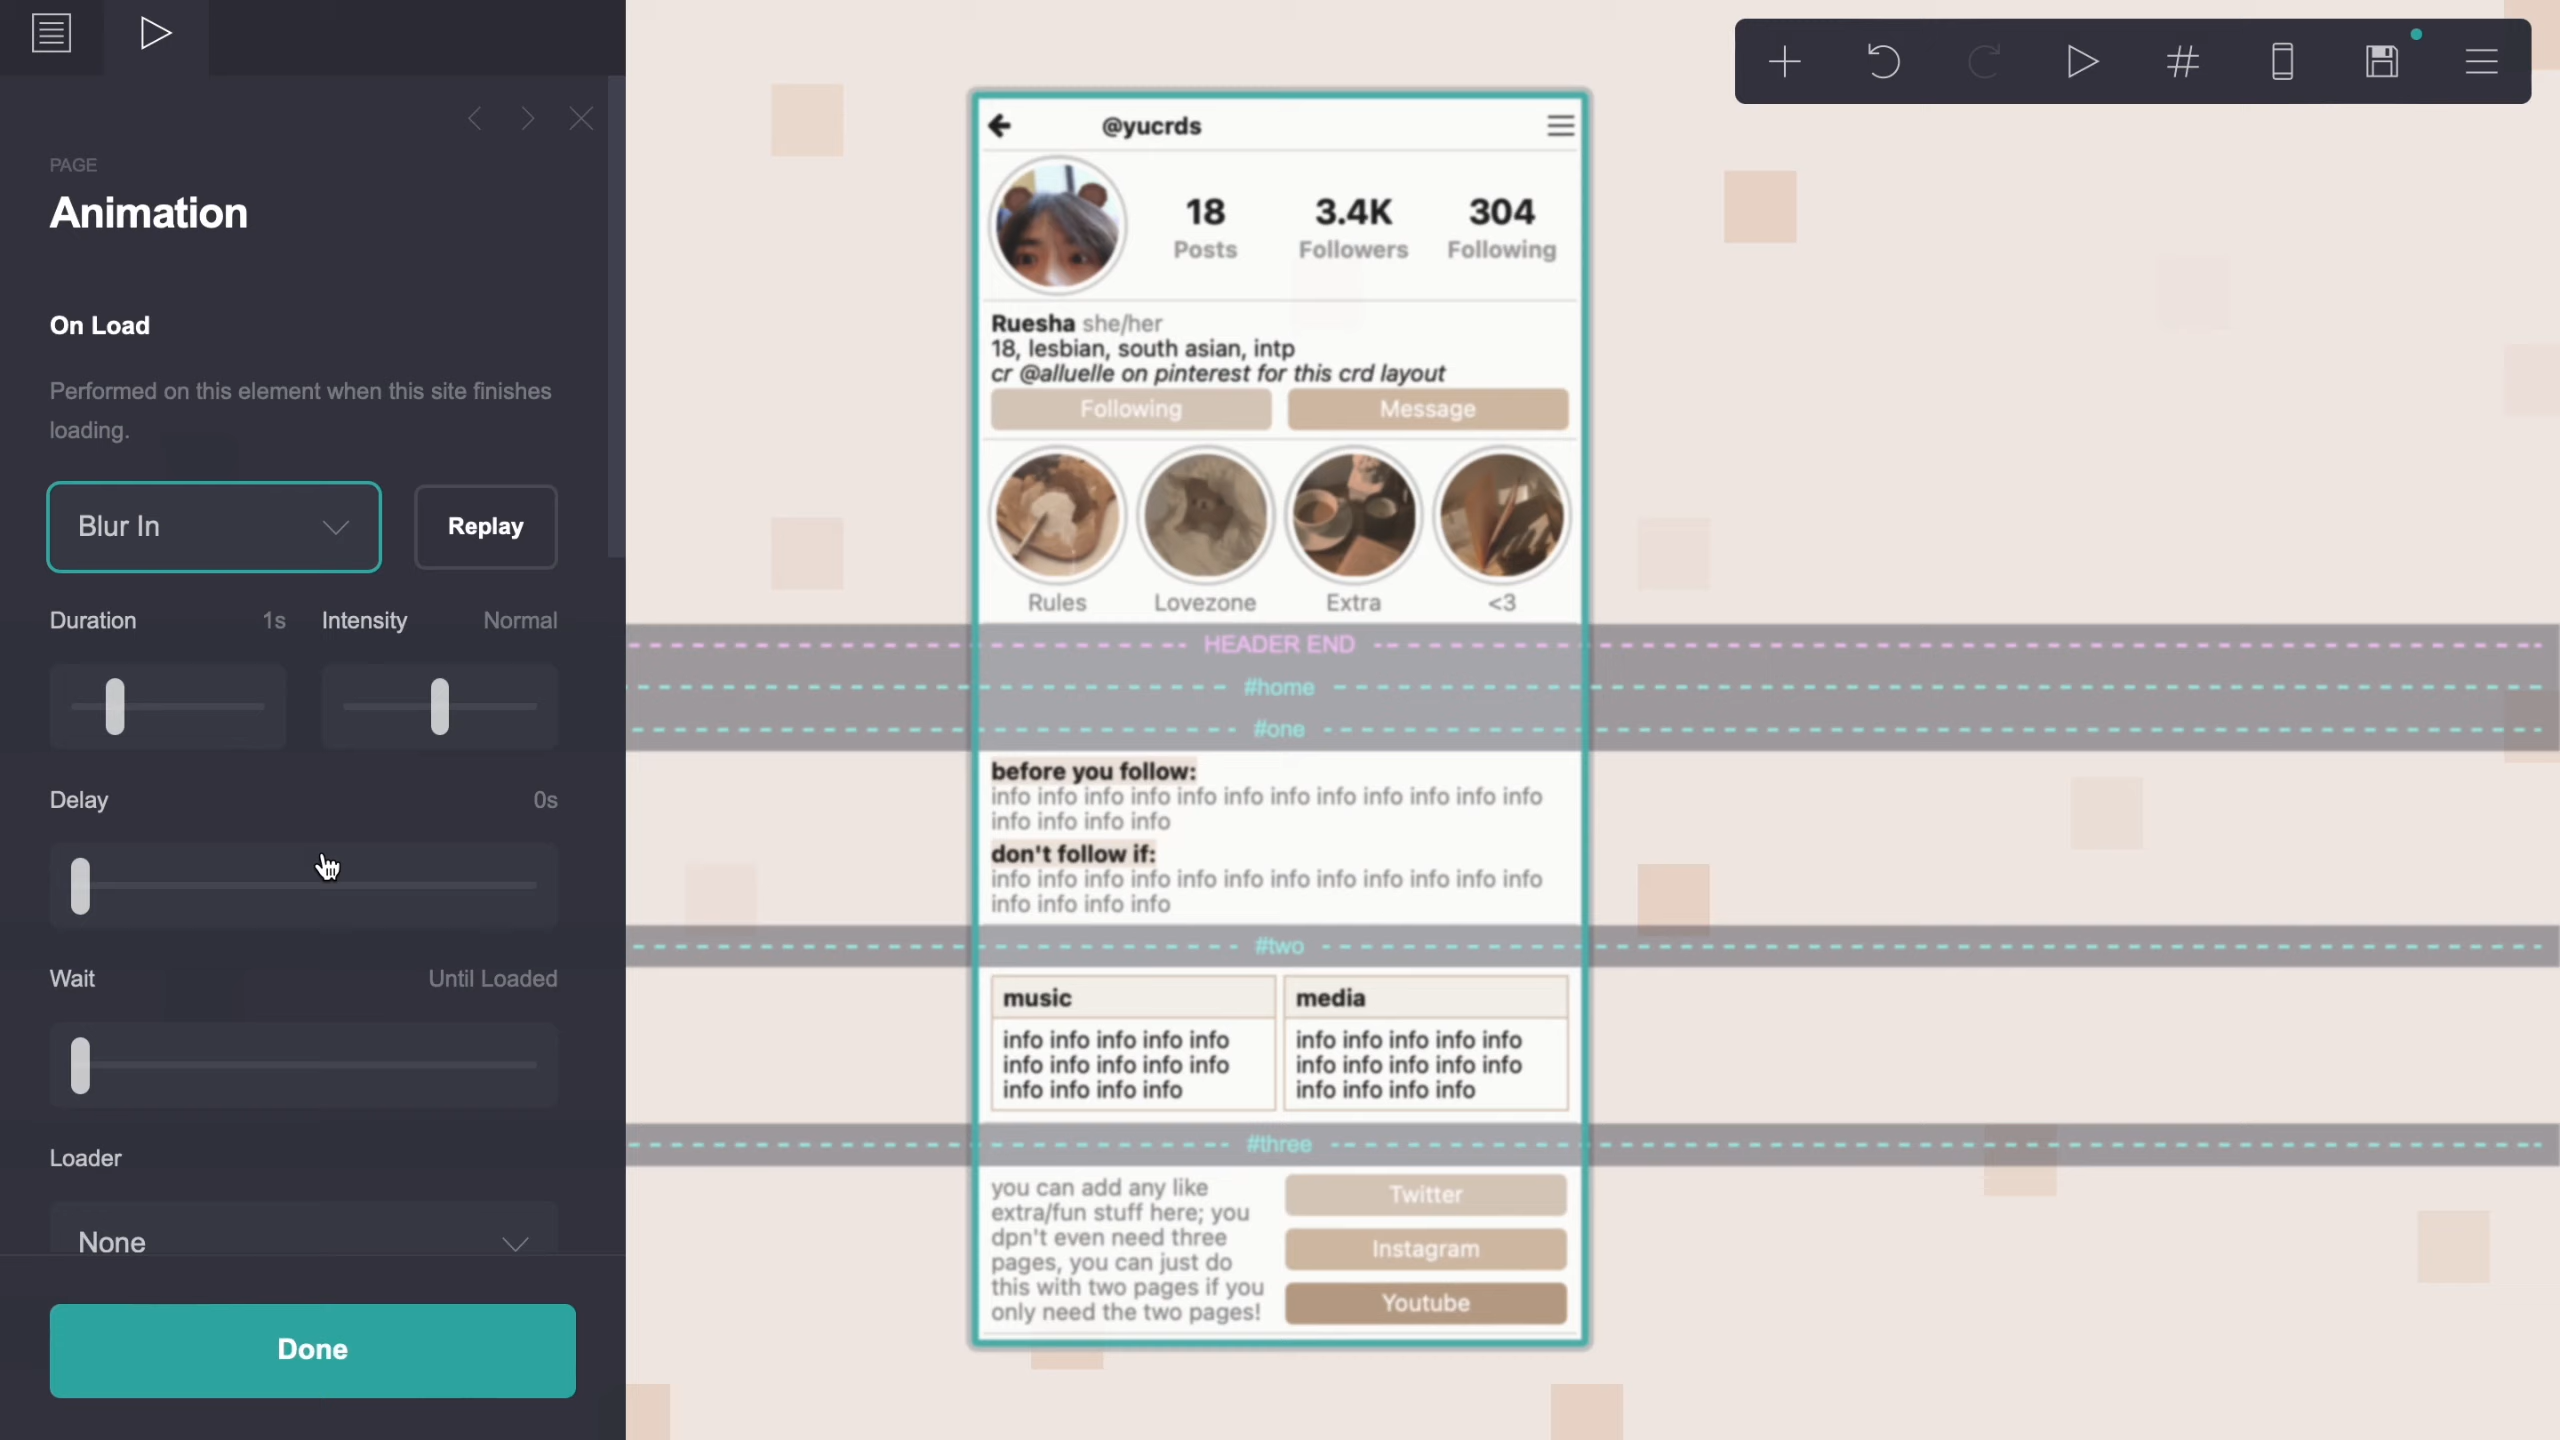 PAGE
Animation
On Load
Performed on this element when this site finishes
loading.
Blur In
Replay
Duration 1s Intensity Normal
Delay 0s
Wait Until Loaded
Loader
None
Done
@yucrds
18 3.4K 304
Posts Followers Following
Ruesha she/her
18, lesbian, south asian, intp
cr @alluelle on pinterest for this crd layout
Following Message
Rules Lovezone Extra <3
HEADER END
#home
#one
before you follow:
info info info info info info info info info info info info
info info info info
don't follow if:
info info info info info info info info info info info info
info info info info
#two
music
info info info info info
info info info info info
info info info info
media
info info info info info
info info info info info
info info info info
#three
you can add any like
extra/fun stuff here; you
dpn't even need three
pages, you can just do
this with two pages if you
only need the two pages!
Twitter
Instagram
Youtube